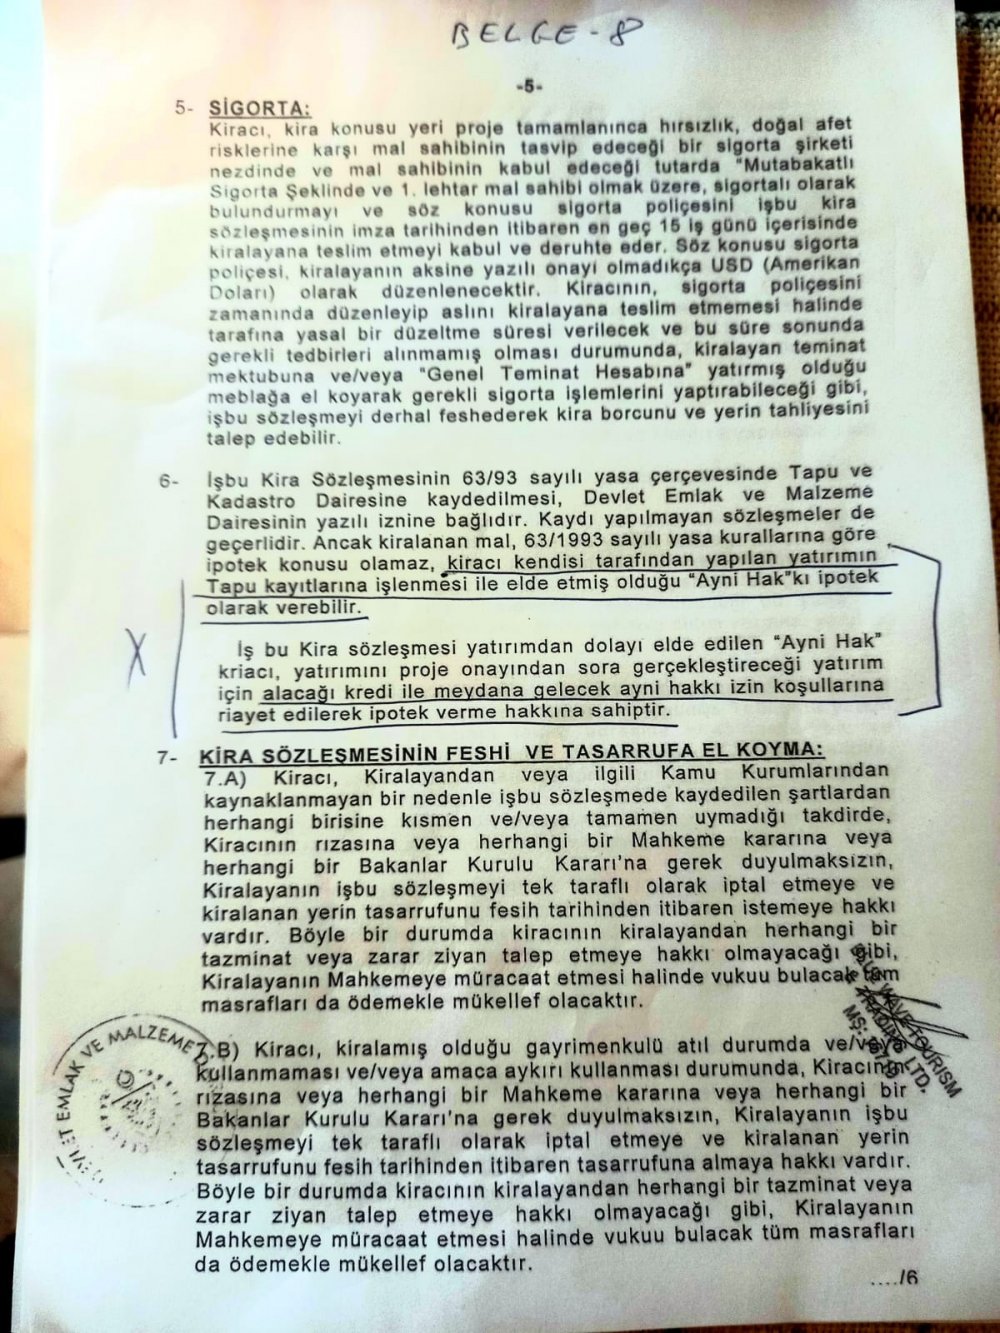 BELGE - 8
-5-
5- SİGORTA:
Kiracı, kira konusu yeri proje tamamlanınca hırsızlık, doğal afet
risklerine karşı mal sahibinin tasvip edeceği bir sigorta şirketi
nezdinde ve mal sahibinin kabul edeceği tutarda "Mutabakatlı
Sigorta Şeklinde ve 1. lehtar mal sahibi olmak üzere, sigortalı olarak
bulundurmayı ve söz konusu sigorta poliçesini işbu kira
sözleşmesinin imza tarihinden itibaren en geç 15 iş günü içerisinde
kiralayana teslim etmeyi kabul ve deruhte eder. Söz konusu sigorta
poliçesi, kiralayanın aksine yazılı onayı olmadıkça USD (Amerikan
Doları) olarak düzenlenecektir. Kiracının, sigorta poliçesini
zamanında düzenleyip aslını kiralayana teslim etmemesi halinde
tarafına yasal bir düzeltme süresi verilecek ve bu süre sonunda
gerekli tedbirleri alınmamış olması durumunda, kiralayan teminat
mektubuna ve/veya "Genel Teminat Hesabına" yatırmış olduğu
meblağa el koyarak gerekli sigorta işlemlerini yaptırabileceği gibi,
işbu sözleşmeyi derhal feshederek kira borcunu ve yerin tahliyesini
talep edebilir.
6- İşbu Kira Sözleşmesinin 63/93 sayılı yasa çerçevesinde Tapu ve
Kadastro Dairesine kaydedilmesi, Devlet Emlak ve Malzeme
Dairesinin yazılı iznine bağlıdır. Kaydı yapılmayan sözleşmeler de
geçerlidir. Ancak kiralanan mal, 63/1993 sayılı yasa kurallarına göre
ipotek konusu olamaz, kiracı kendisi tarafından yapılan yatırımın
Tapu kayıtlarına işlenmesi ile elde etmiş olduğu "Ayni Hak"kı ipotek
olarak verebilir.
X
İş bu Kira sözleşmesi yatırımdan dolayı elde edilen "Ayni Hak"
kriacı, yatırımını proje onayından sora gerçekleştireceği yatırım
için alacağı kredi ile meydana gelecek ayni hakkı izin koşullarına
riayet edilerek ipotek verme hakkına sahiptir.
7- KİRA SÖZLEŞMESİNİN FESHİ VE TASARRUFA EL KOYMA:
7.A) Kiracı, Kiralayandan veya ilgili Kamu Kurumlarından
kaynaklanmayan bir nedenle işbu sözleşmede kaydedilen şartlardan
herhangi birisine kısmen ve/veya tamamen uymadığı takdirde,
Kiracının rızasına veya herhangi bir Mahkeme kararına veya
herhangi bir Bakanlar Kurulu Kararı'na gerek duyulmaksızın,
Kiralayanın işbu sözleşmeyi tek taraflı olarak iptal etmeye ve
kiralanan yerin tasarrufunu fesih tarihinden itibaren istemeye hakkı
vardır. Böyle bir durumda kiracının kiralayandan herhangi bir
tazminat veya zarar ziyan talep etmeye hakkı olmayacağı gibi,
Kiralayanın Mahkemeye müracaat etmesi halinde vukuu bulacak tüm
masrafları da ödemekle mükellef olacaktır.
7.B) Kiracı, kiralamış olduğu gayrimenkulü atıl durumda ve/veya
kullanmaması ve/veya amaca aykırı kullanması durumunda, Kiracının
rızasına veya herhangi bir Mahkeme kararına veya herhangi bir
Bakanlar Kurulu Kararı'na gerek duyulmaksızın, Kiralayanın işbu
sözleşmeyi tek taraflı olarak iptal etmeye ve kiralanan yerin
tasarrufunu fesih tarihinden itibaren tasarrufuna almaya hakkı vardır.
Böyle bir durumda kiracının kiralayandan herhangi bir tazminat veya
zarar ziyan talep etmeye hakkı olmayacağı gibi, Kiralayanın
Mahkemeye müracaat etmesi halinde vukuu bulacak tüm masrafları
da ödemekle mükellef olacaktır.
DEVLET EMLAK VE MALZEME
WAVE TOURISM
TRADING LTD.
MŞ:
..../6